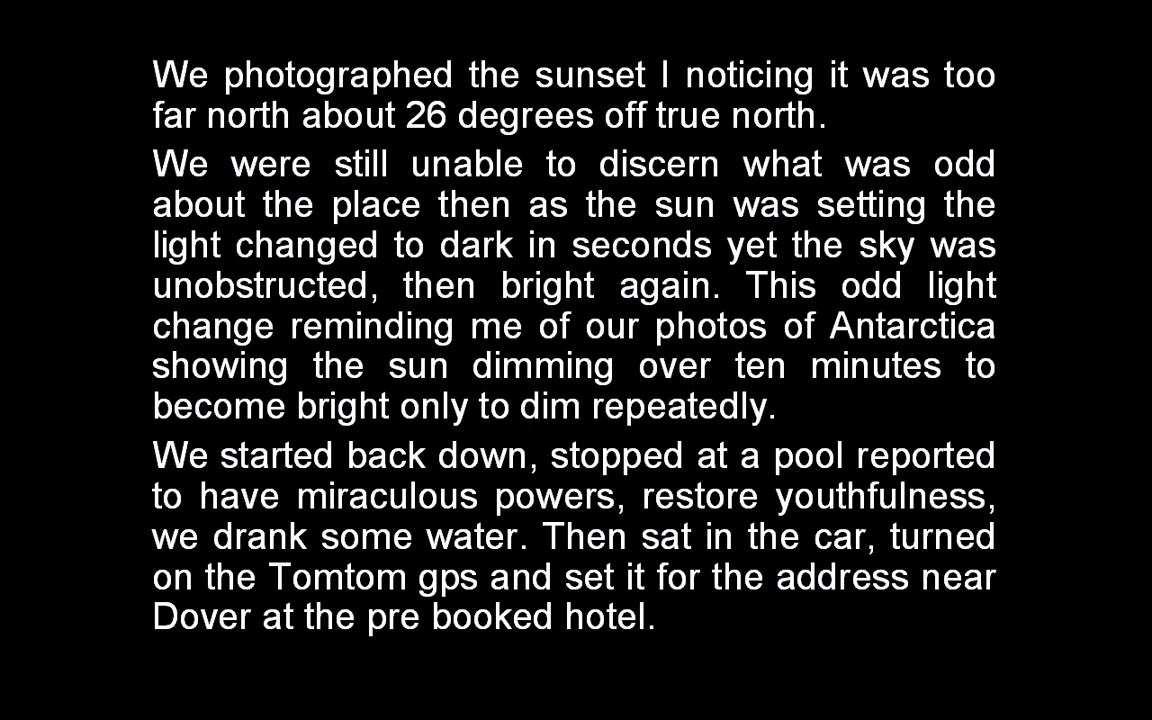 We photographed the sunset I noticing it was too
far north about 26 degrees off true north.
We were still unable to discern what was odd
about the place then as the sun was setting the
light changed to dark in seconds yet the sky was
unobstructed, then bright again. This odd light
change reminding me of our photos of Antarctica
showing the sun dimming over ten minutes to
become bright only to dim repeatedly.
We started back down, stopped at a pool reported
to have miraculous powers, restore youthfulness,
we drank some water. Then sat in the car, turned
on the Tomtom gps and set it for the address near
Dover at the pre booked hotel.